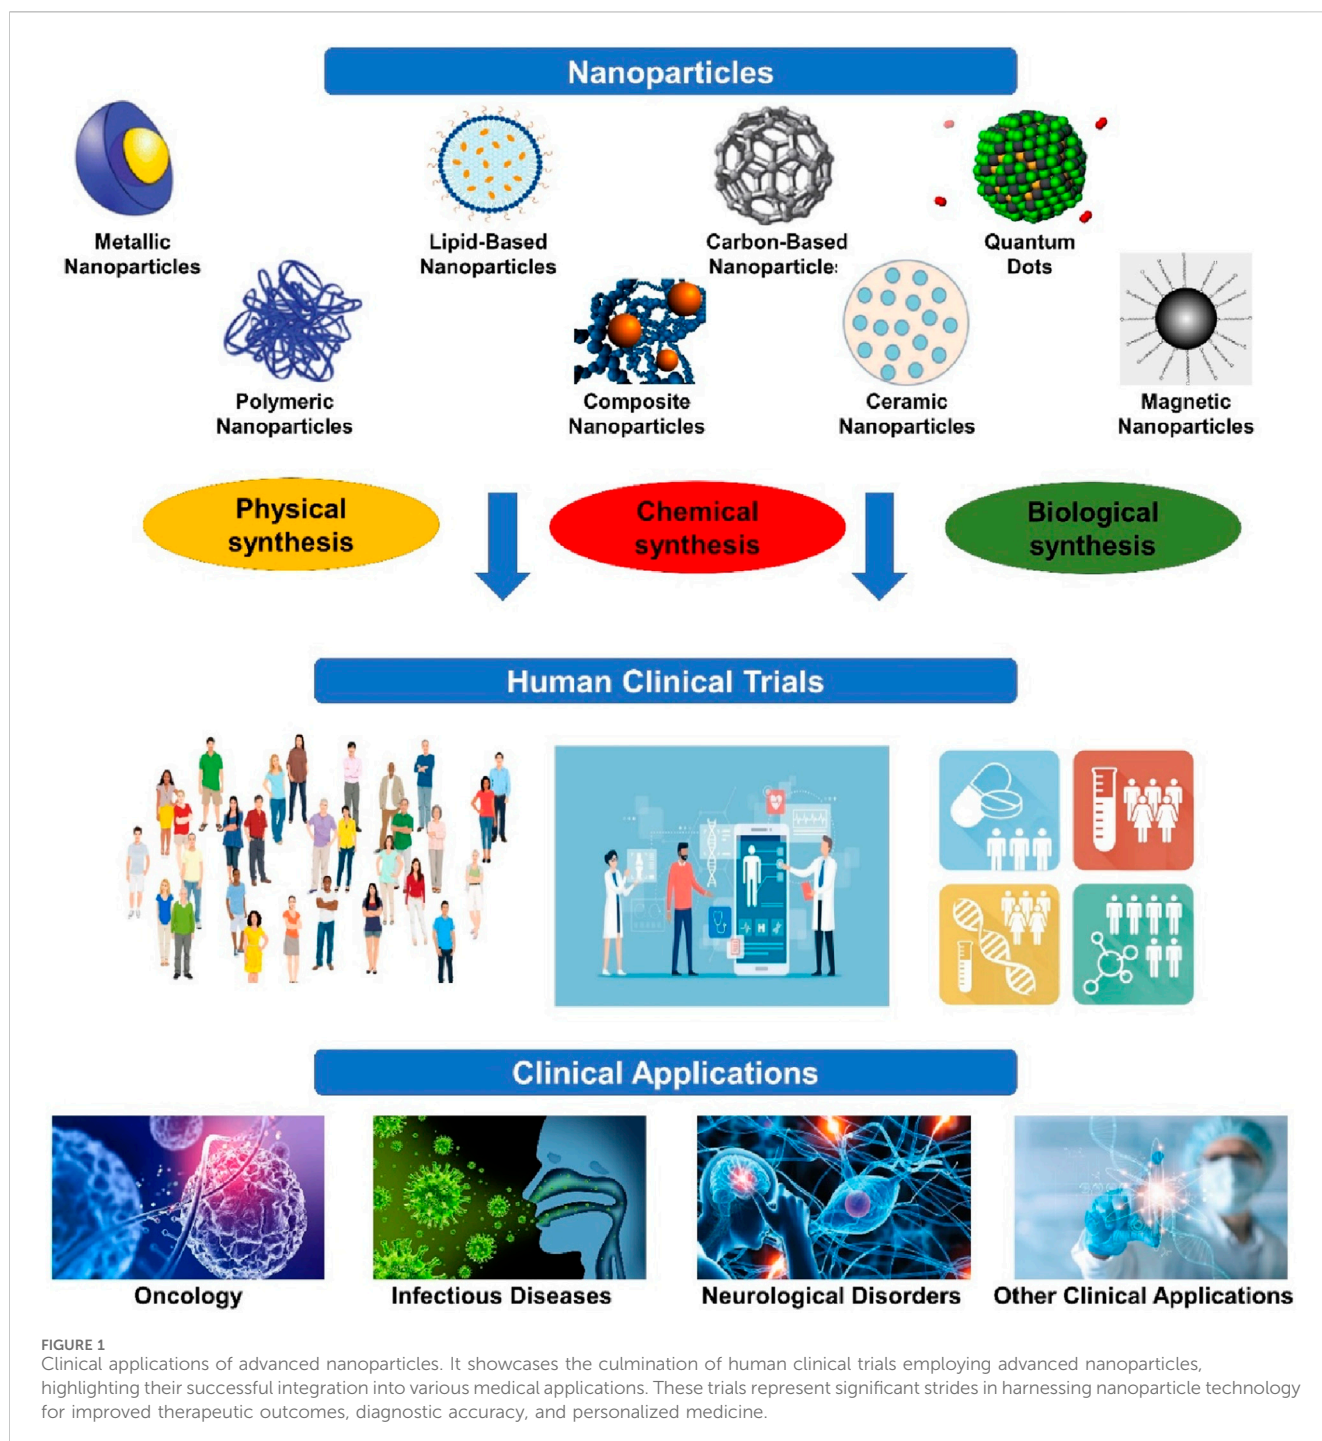 Nanoparticles
Metallic
Nanoparticles
Lipid-Based
Nanoparticles
Carbon-Based
Nanoparticles
Quantum
Dots
Polymeric
Nanoparticles
Composite
Nanoparticles
Ceramic
Nanoparticles
Magnetic
Nanoparticles
Physical
synthesis
Chemical
synthesis
Biological
synthesis
Human Clinical Trials
Clinical Applications
Oncology
Infectious Diseases
Neurological Disorders
Other Clinical Applications
FIGURE 1
Clinical applications of advanced nanoparticles. It showcases the culmination of human clinical trials employing advanced nanoparticles,
highlighting their successful integration into various medical applications. These trials represent significant strides in harnessing nanoparticle technology
for improved therapeutic outcomes, diagnostic accuracy, and personalized medicine.